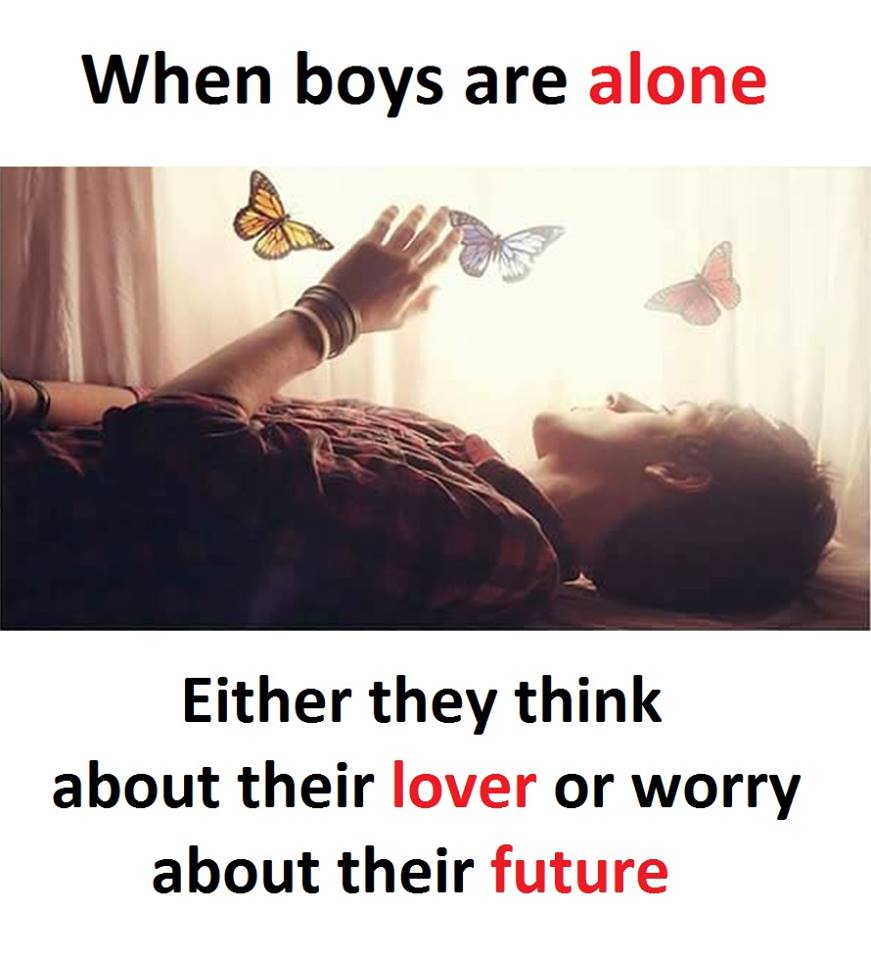 When boys are alone
Either they think
about their lover or worry
about their future